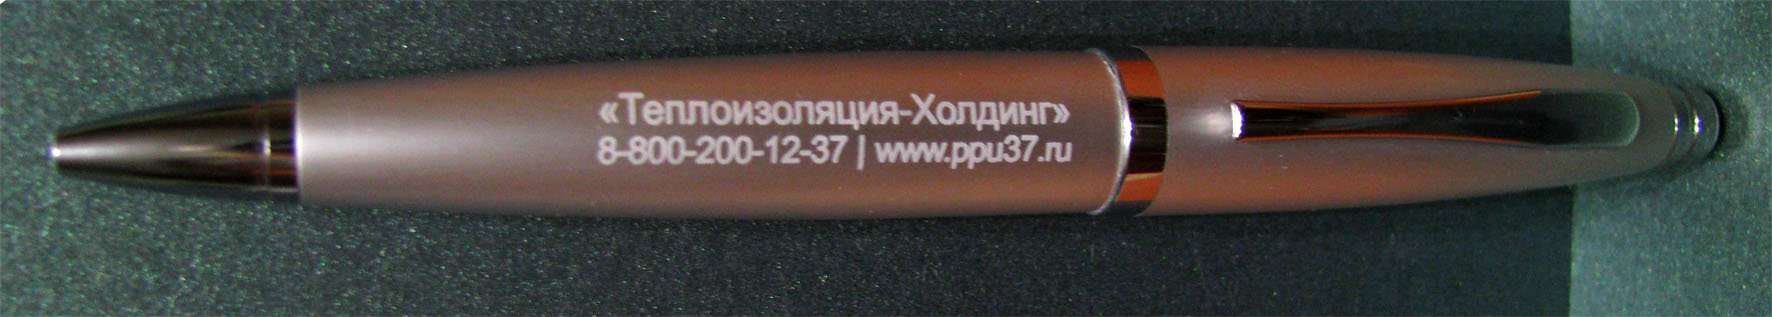 «Теплоизоляция-Холдинг»
8-800-200-12-37 | www.ppu37.ru